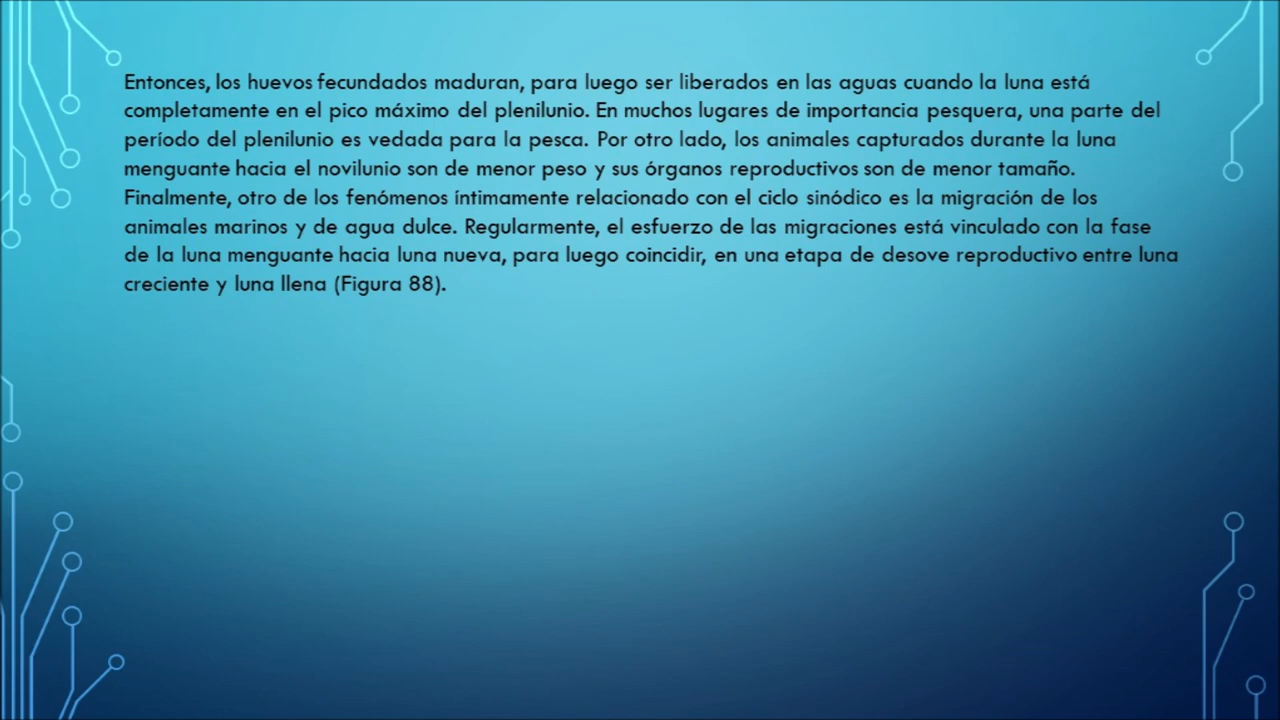 Entonces, los huevos fecundados maduran, para luego ser liberados en las aguas cuando la luna está
completamente en el pico máximo del plenilunio. En muchos lugares de importancia pesquera, una parte del
período del plenilunio es vedada para la pesca. Por otro lado, los animales capturados durante la luna
menguante hacia el novilunio son de menor peso y sus órganos reproductivos son de menor tamaño.
Finalmente, otro de los fenómenos íntimamente relacionado con el ciclo sinódico es la migración de los
animales marinos y de agua dulce. Regularmente, el esfuerzo de las migraciones está vinculado con la fase
de la luna menguante hacia luna nueva, para luego coincidir, en una etapa de desove reproductivo entre luna
creciente y luna llena (Figura 88).